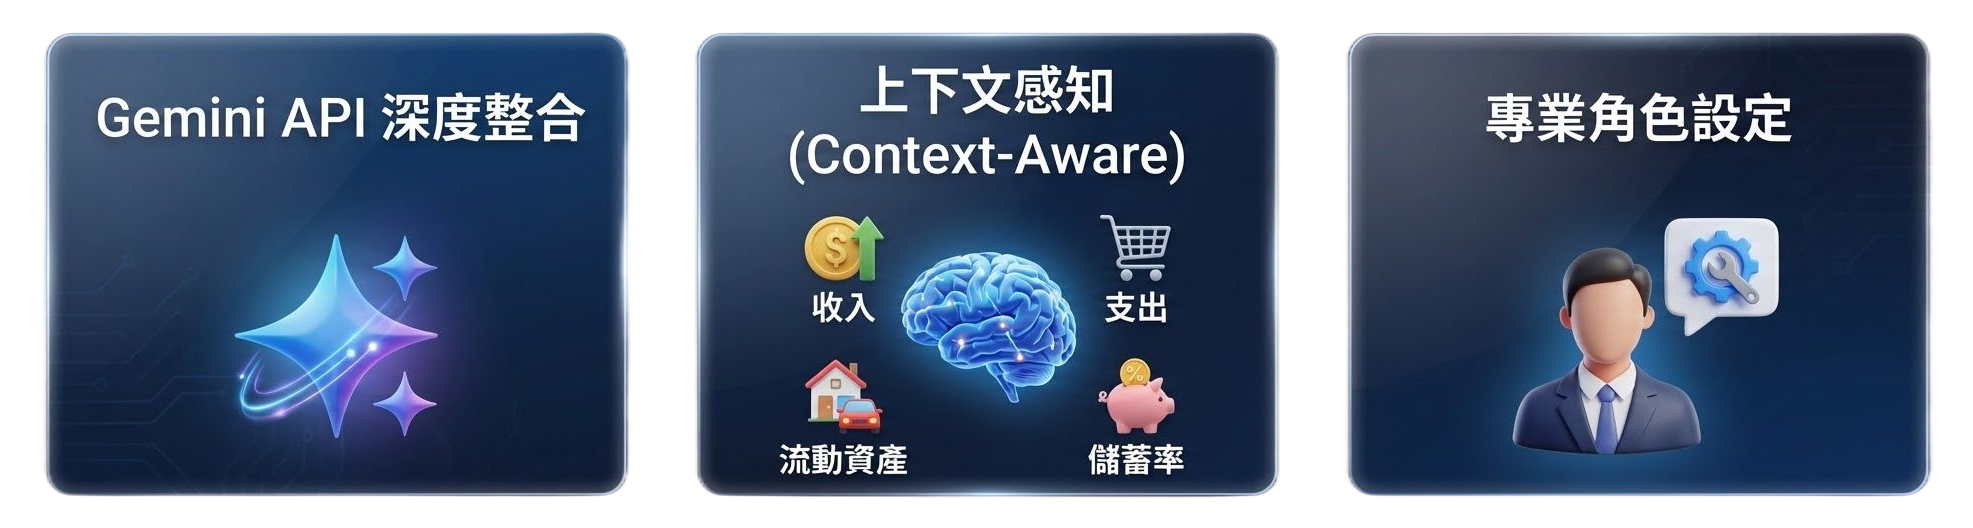 Gemini API 深度整合
上下文感知
(Context-Aware)
$
收入
支出
流動資產
%
儲蓄率
專業角色設定